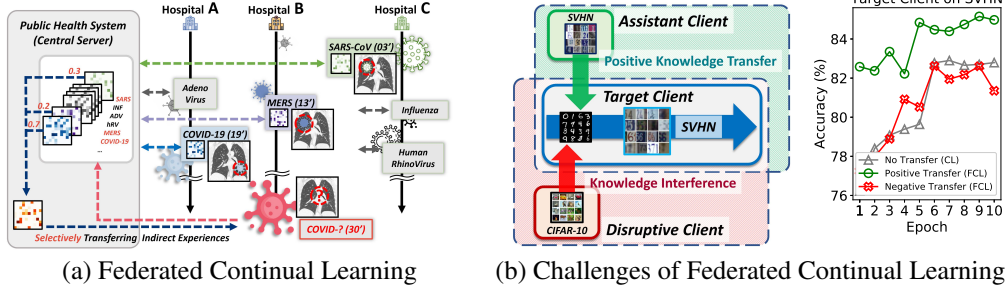 Public Health System
(Central Server)
0.3
0.2
0.7
SARS
INF
ADV
hRV
MERS
COVID-19
...
Selectively Transferring Indirect Experiences
Hospital A
Hospital B
Hospital C
SARS-CoV (03’)
Adeno
Virus
MERS (13’)
Influenza
COVID-19 (19’)
Human
RhinoVirus
?
COVID-? (30’)
(a) Federated Continual Learning
SVHN
Assistant Client
Positive Knowledge Transfer
Target Client
SVHN
Knowledge Interference
CIFAR-10
Disruptive Client
Target Client on SVHN
Accuracy (%)
84
82
80
78
76
No Transfer (CL)
Positive Transfer (FCL)
Negative Transfer (FCL)
1 2 3 4 5 6 7 8 9 10
Epoch
(b) Challenges of Federated Continual Learning